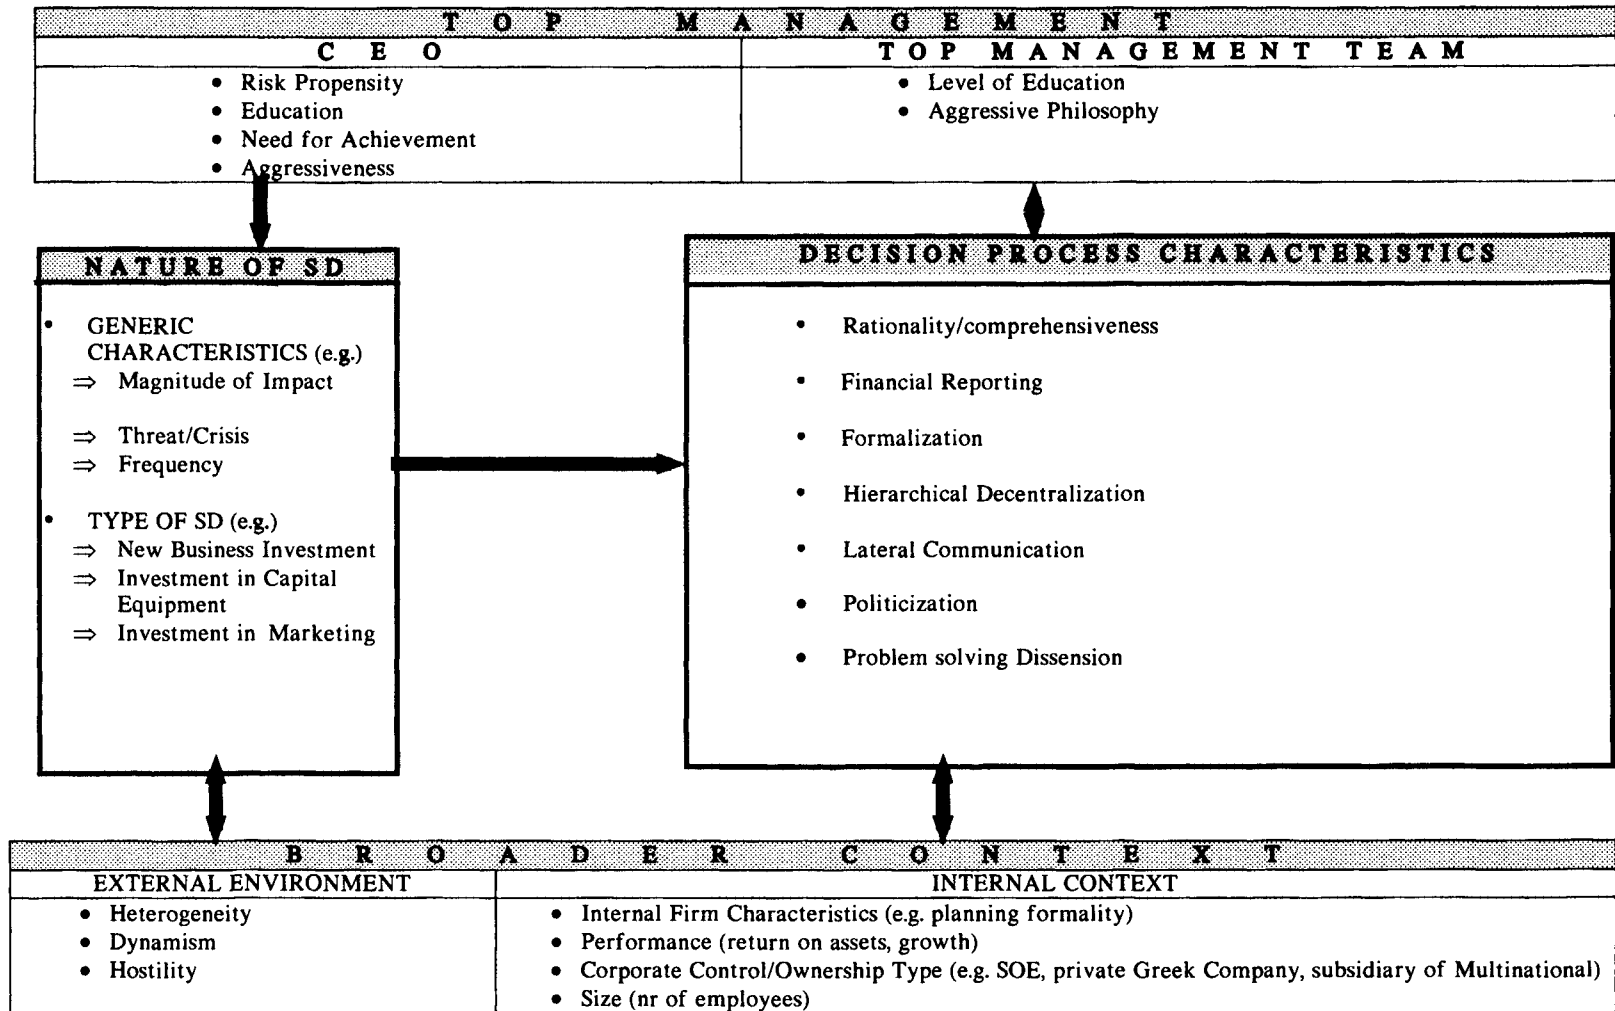 TOP MANAGEMENT
CEO
• Risk Propensity
• Education
• Need for Achievement
• Aggressiveness
TOP MANAGEMENT TEAM
• Level of Education
• Aggressive Philosophy
NATURE OF SD
• GENERIC
CHARACTERISTICS (e.g.)
⇒ Magnitude of Impact
⇒ Threat/Crisis
⇒ Frequency
• TYPE OF SD (e.g.)
⇒ New Business Investment
⇒ Investment in Capital
Equipment
⇒ Investment in Marketing
DECISION PROCESS CHARACTERISTICS
• Rationality/comprehensiveness
• Financial Reporting
• Formalization
• Hierarchical Decentralization
• Lateral Communication
• Politicization
• Problem solving Dissension
BROADER CONTEXT
EXTERNAL ENVIRONMENT
• Heterogeneity
• Dynamism
• Hostility
INTERNAL CONTEXT
• Internal Firm Characteristics (e.g. planning formality)
• Performance (return on assets, growth)
• Corporate Control/Ownership Type (e.g. SOE, private Greek Company, subsidiary of Multinational)
• Size (nr of employees)